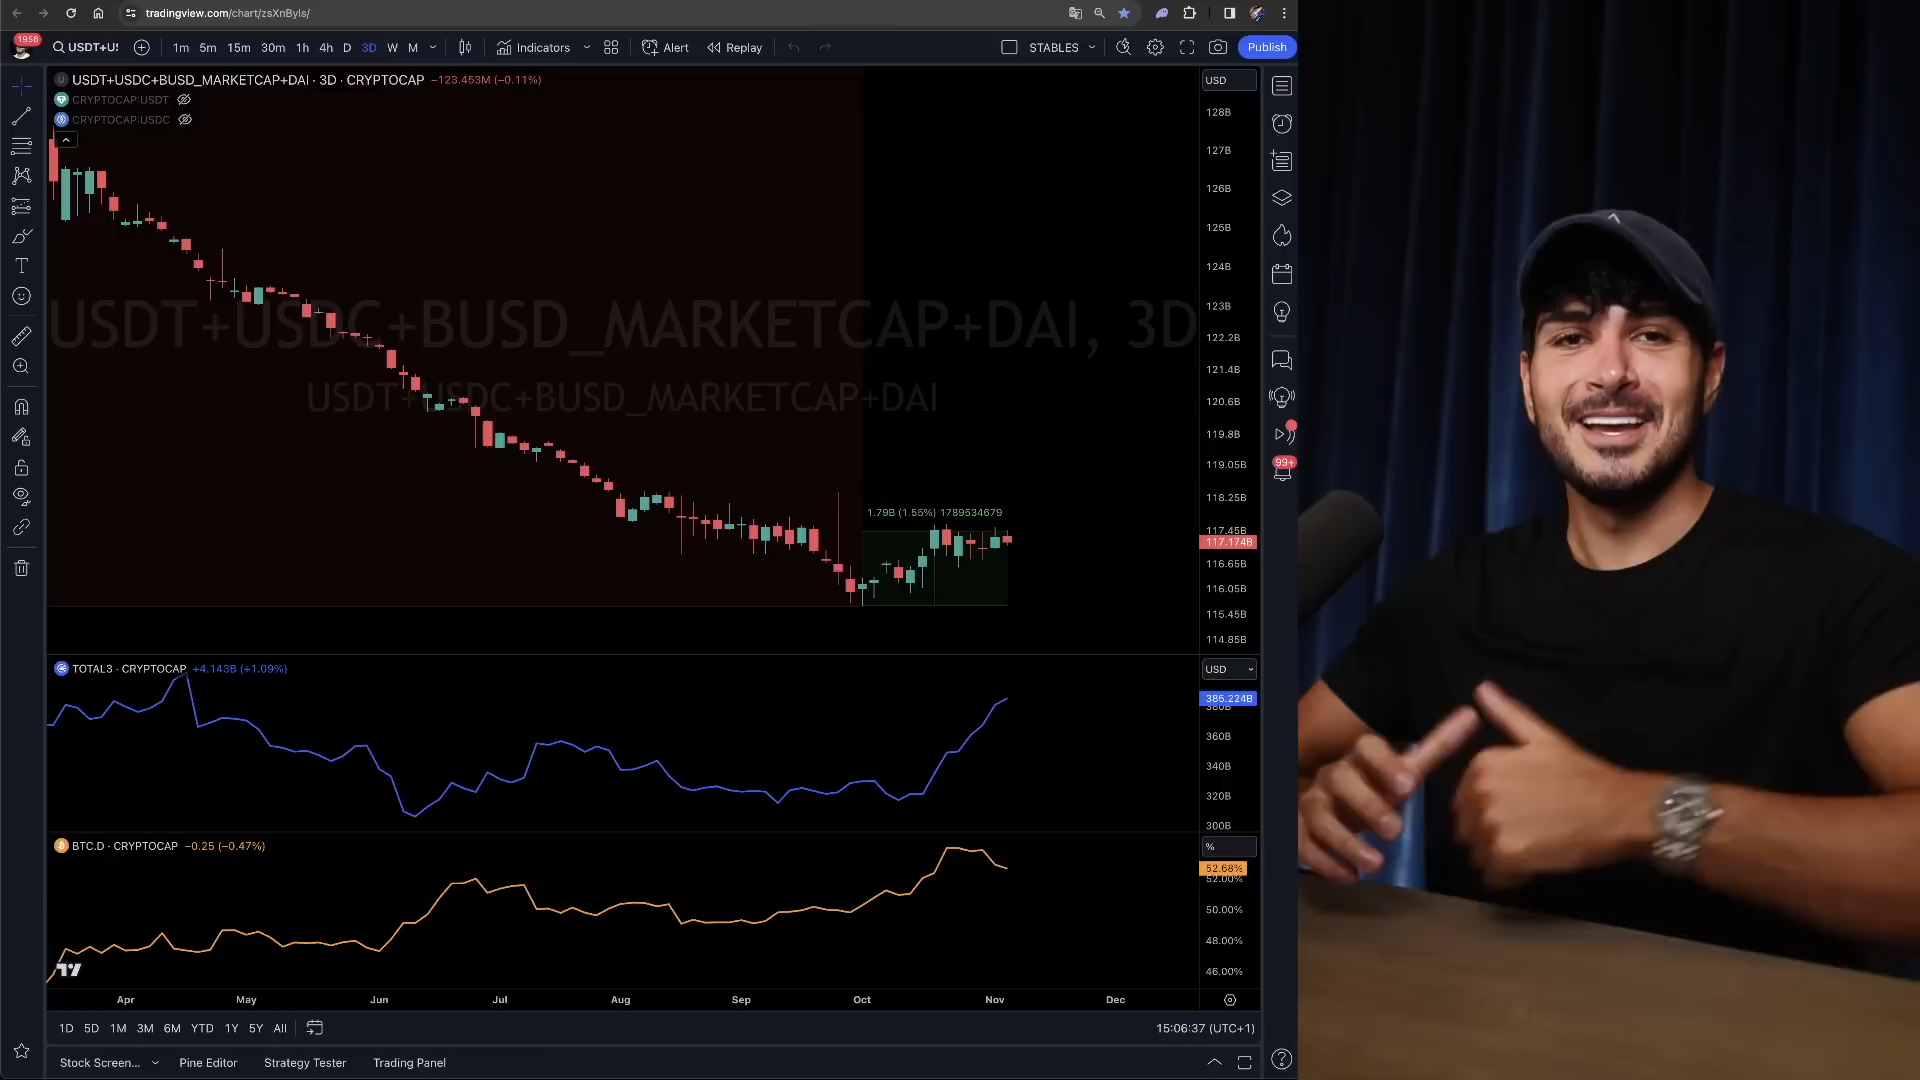 tradingview.com/chart/zsXnByls/
1956
USDT+US
1m 5m 15m 30m 1h 4h D 3D W M
Indicators
Alert
Replay
STABLES
Publish
USDT+USDC+BUSD_MARKETCAP+DAI · 3D · CRYPTOCAP −123.453M (−0.11%)
CRYPTOCAP:USDT
CRYPTOCAP:USDC
USD
128B
127B
126B
125B
124B
123B
122.2B
121.4B
120.6B
119.8B
119.05B
118.25B
117.45B
117.174B
116.65B
116.05B
115.45B
114.85B
USDT+USDC+BUSD_MARKETCAP+DAI, 3D
USDT+USDC+BUSD_MARKETCAP+DAI
1.79B (1.55%) 1789534679
99+
TOTAL3 · CRYPTOCAP +4.143B (+1.09%)
USD
385.224B
380B
360B
340B
320B
300B
BTC.D · CRYPTOCAP −0.25 (−0.47%)
%
52.68%
52.00%
50.00%
48.00%
46.00%
Apr May Jun Jul Aug Sep Oct Nov Dec
1D 5D 1M 3M 6M YTD 1Y 5Y All
15:06:37 (UTC+1)
Stock Screen... Pine Editor Strategy Tester Trading Panel